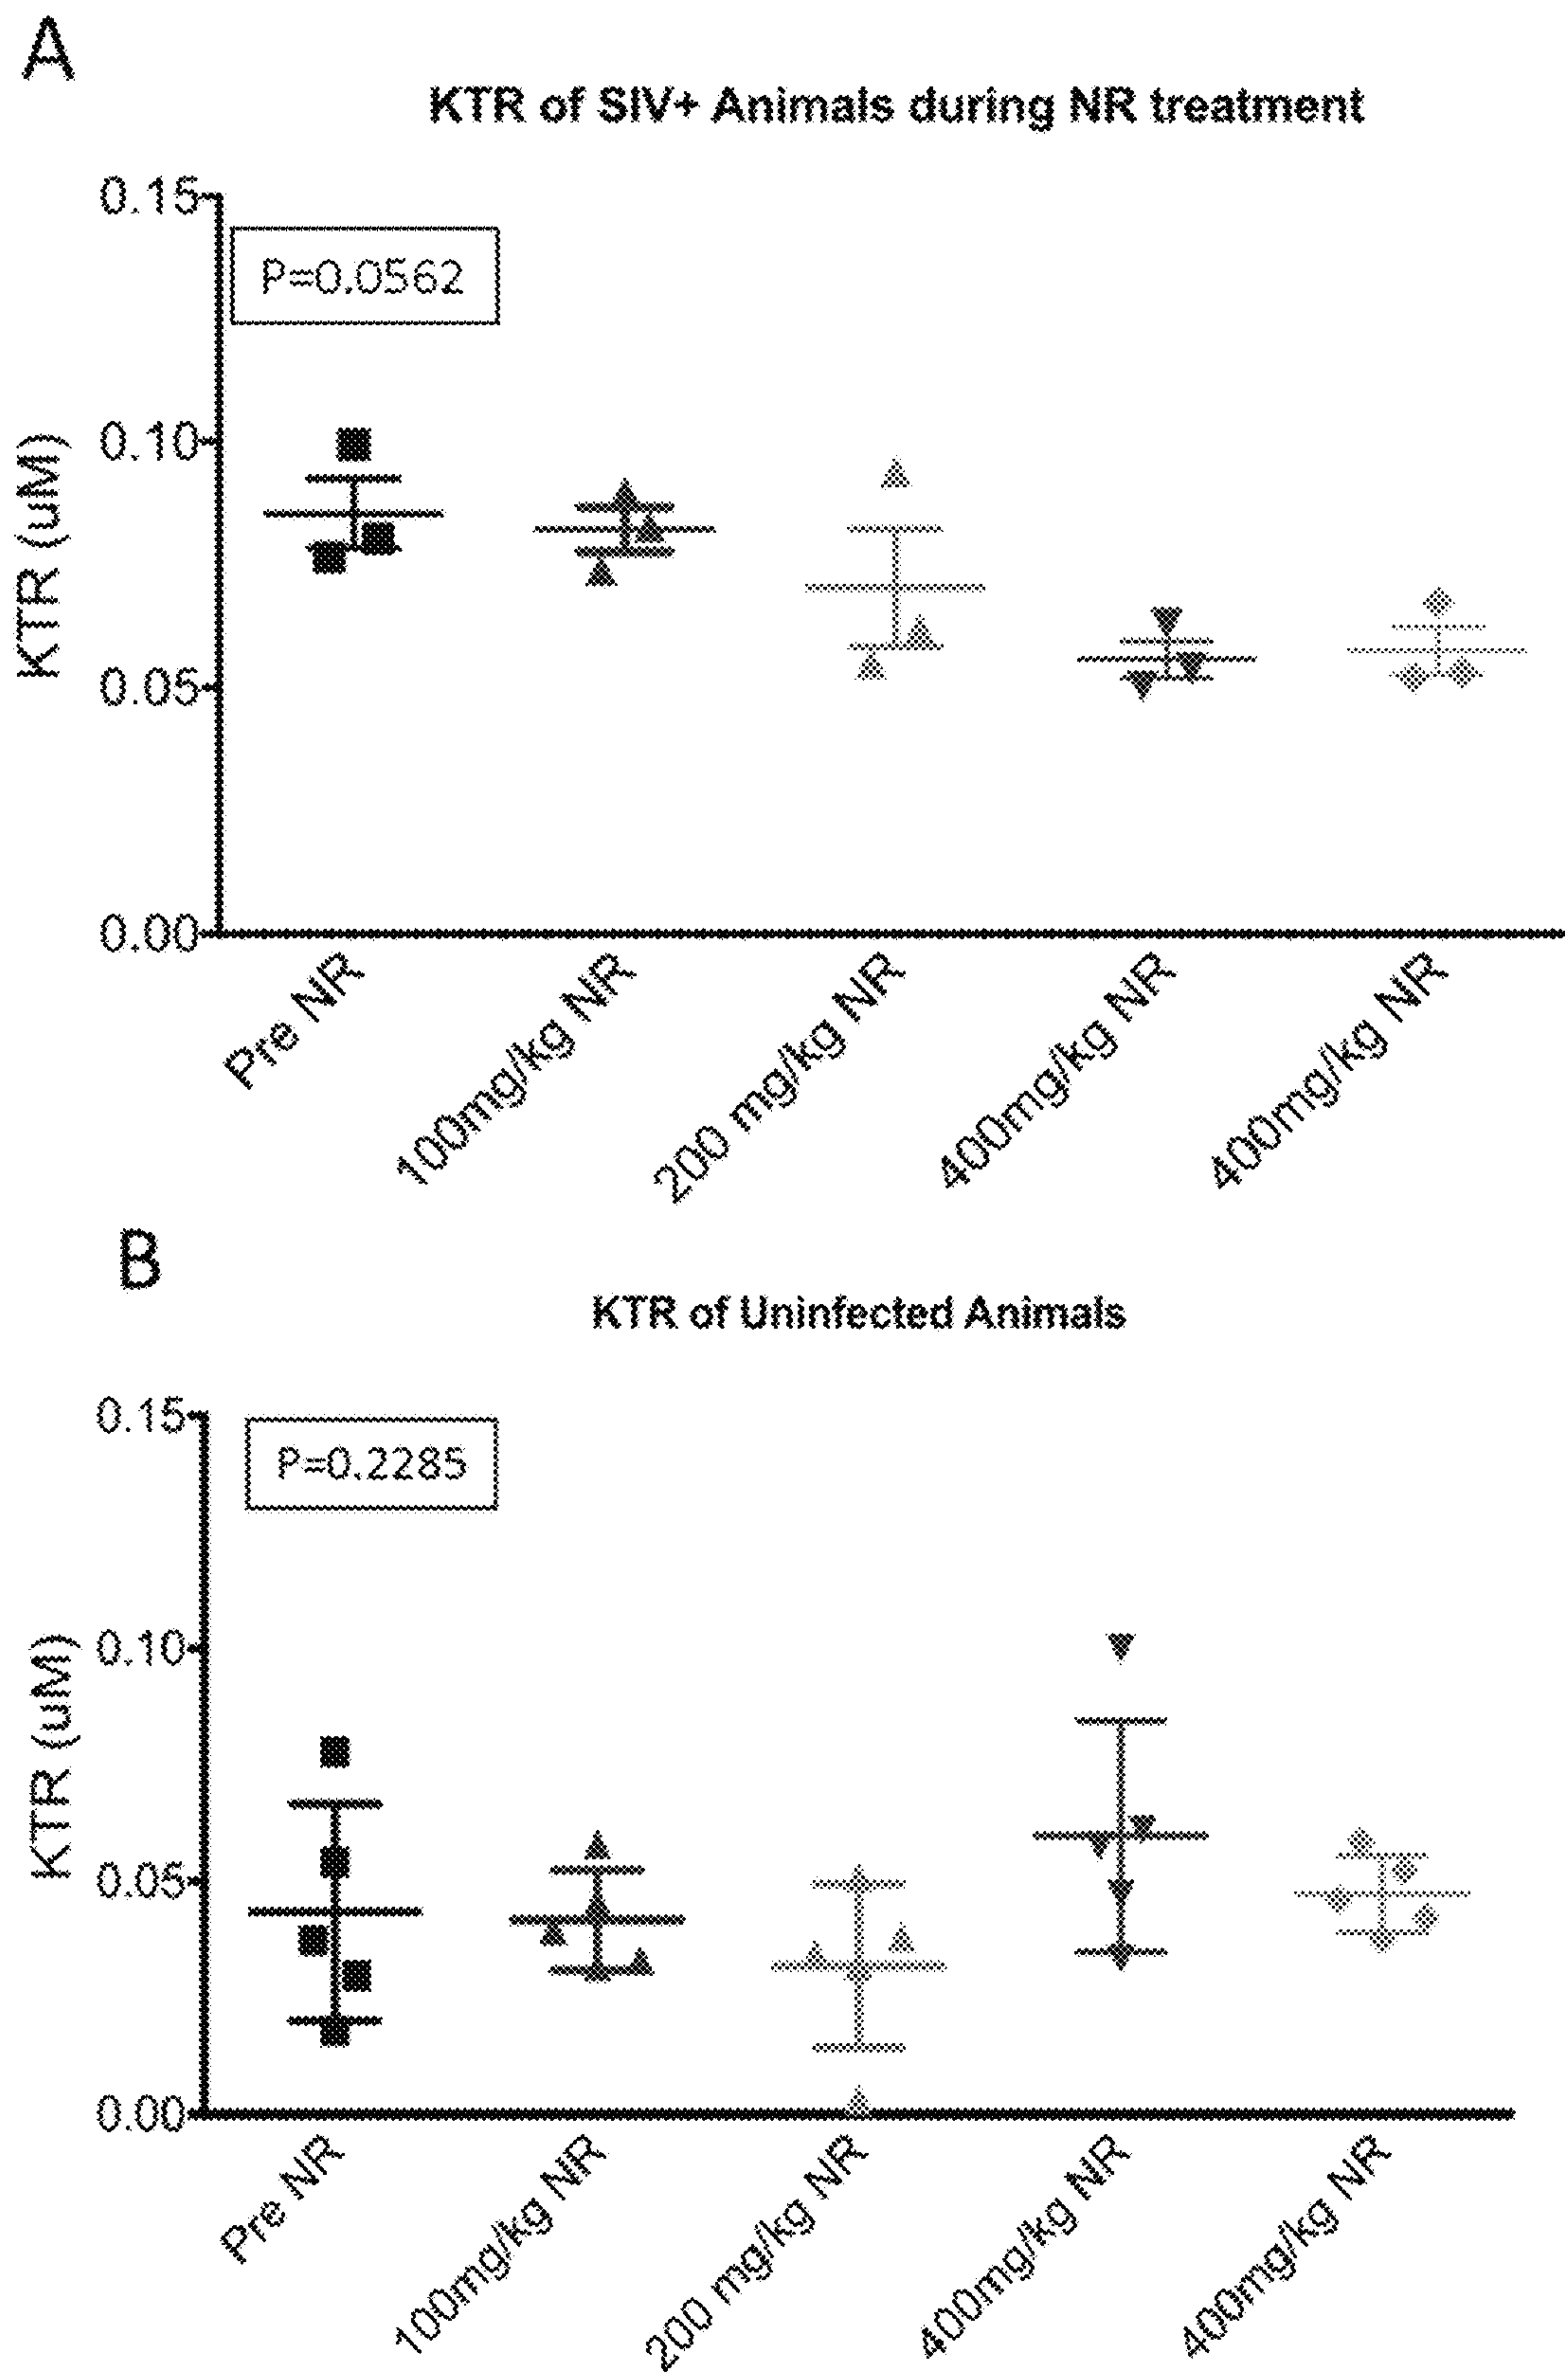 A
KTR of SIV+ Animals during NR treatment
0.15
P=0.0562
0.10
KTR (uM)
0.05
0.00
Pre NR
100mg/kg NR
200 mg/kg NR
400mg/kg NR
400mg/kg NR
B
KTR of Uninfected Animals
0.15
P=0.2285
0.10
KTR (uM)
0.05
0.00
Pre NR
100mg/kg NR
200 mg/kg NR
400mg/kg NR
400mg/kg NR